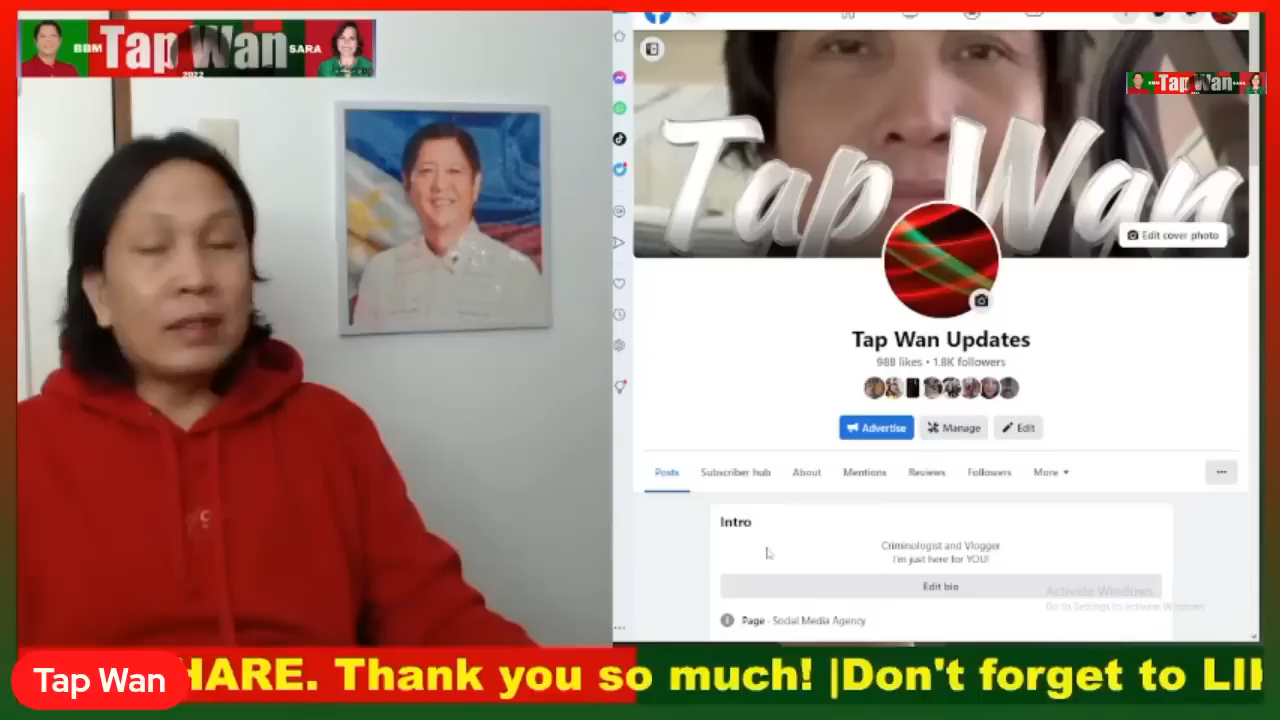 BBM Tap Wan SARA
2022
Tap Wan
Edit cover photo
Tap Wan Updates
988 likes • 1.8K followers
Advertise
Manage
Edit
Posts
Subscriber hub
About
Mentions
Reviews
Followers
More
Intro
Criminologist and Vlogger
I'm just here for YOU!
Edit bio
Activate Windows
Go to Settings to activate Windows.
Page · Social Media Agency
Tap Wan
HARE. Thank you so much! |Don't forget to LI